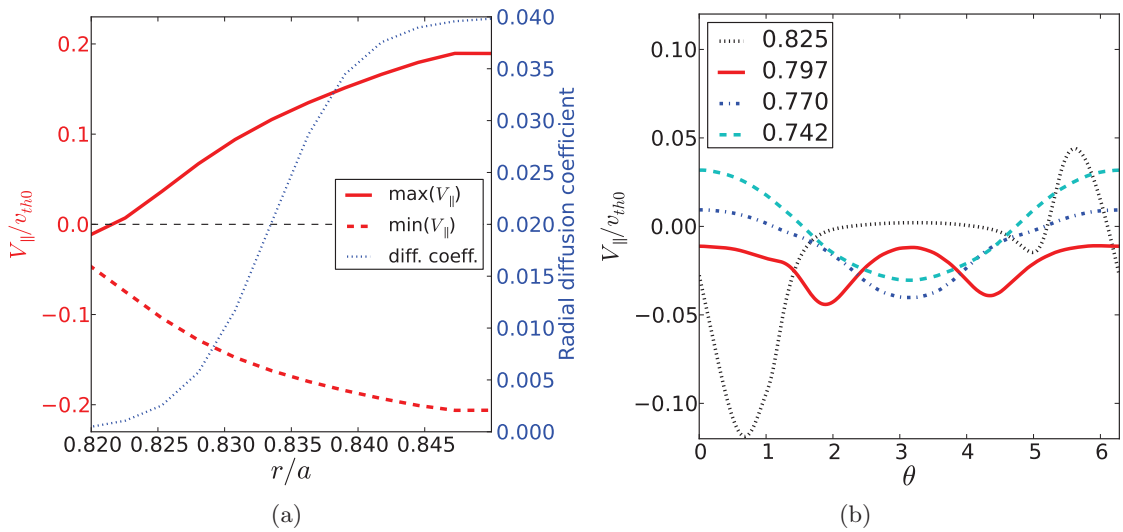 0.2
0.1
0.0
−0.1
−0.2
V∥/v_th0
max(V∥)
min(V∥)
diff. coeff.
0.040
0.035
0.030
0.025
0.020
0.015
0.010
0.005
0.000
Radial diffusion coefficient
0.820 0.825 0.830 0.835 0.840 0.845
r/a
(a)
0.10
0.05
0.00
−0.05
−0.10
V∥/v_th0
0.825
0.797
0.770
0.742
0 1 2 3 4 5 6
θ
(b)